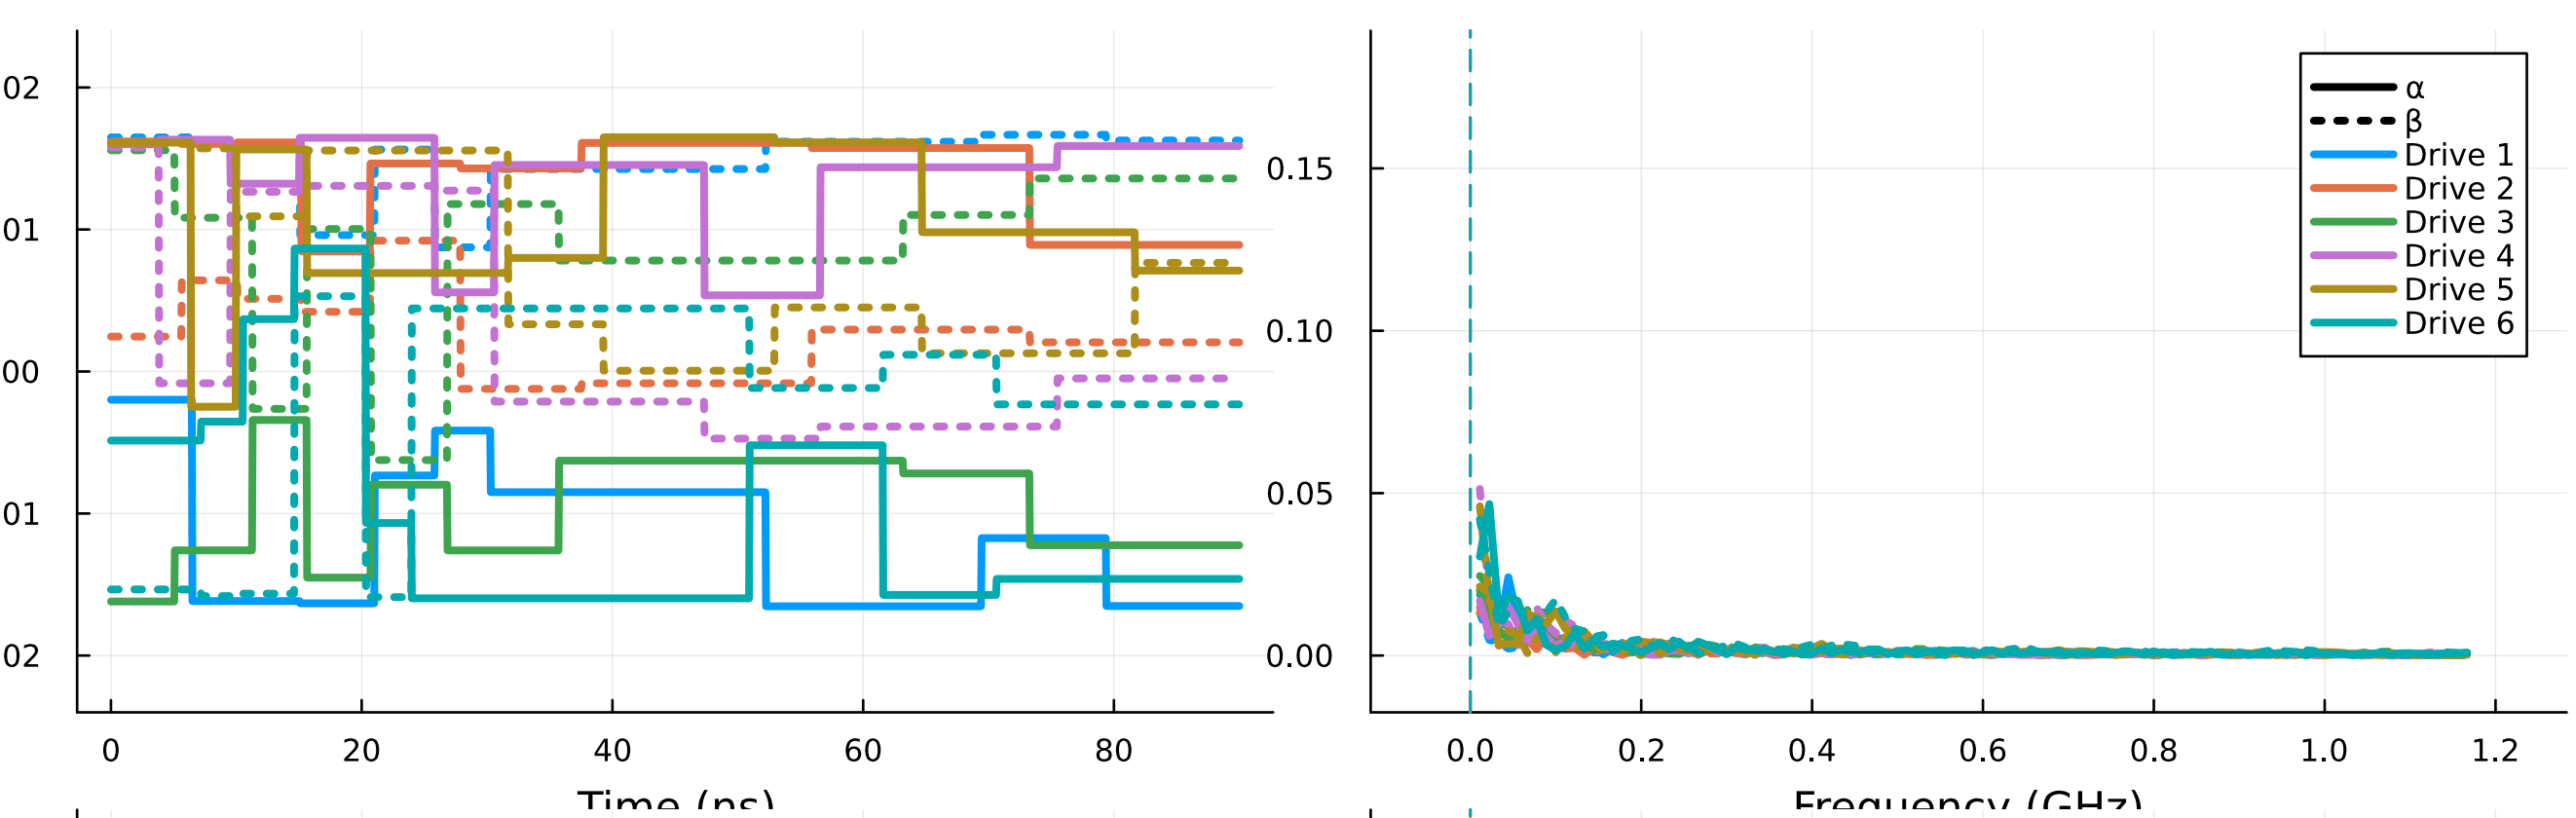 02
01
00
01
02
0 20 40 60 80
Time (ns)
0.15
0.10
0.05
0.00
0.0 0.2 0.4 0.6 0.8 1.0 1.2
Frequency (GHz)
α
β
Drive 1
Drive 2
Drive 3
Drive 4
Drive 5
Drive 6